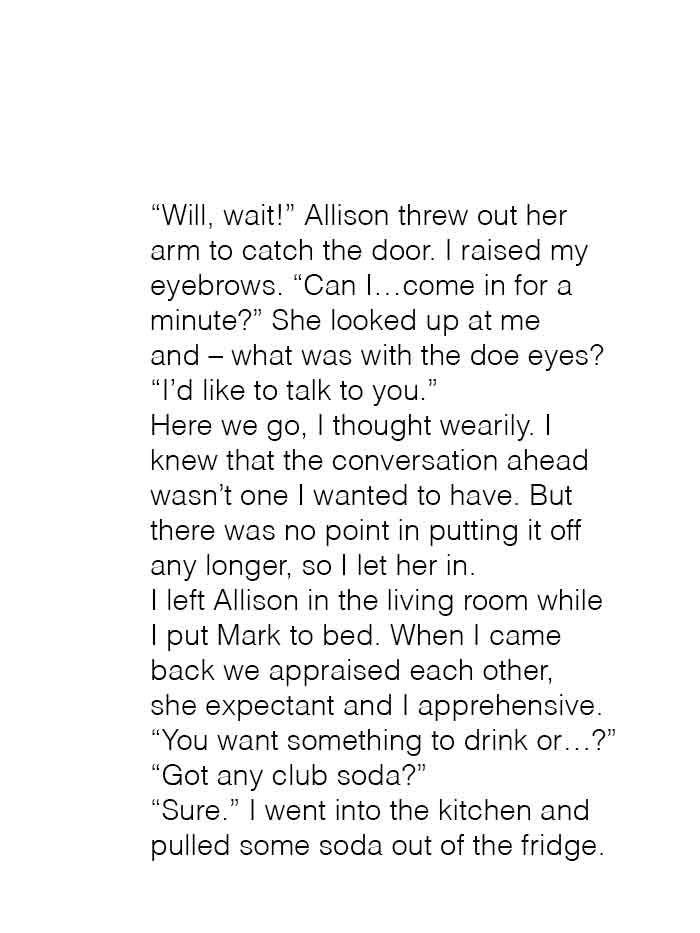 “Will, wait!” Allison threw out her
arm to catch the door. I raised my
eyebrows. “Can I…come in for a
minute?” She looked up at me
and – what was with the doe eyes?
“I’d like to talk to you.”
Here we go, I thought wearily. I
knew that the conversation ahead
wasn’t one I wanted to have. But
there was no point in putting it off
any longer, so I let her in.
I left Allison in the living room while
I put Mark to bed. When I came
back we appraised each other,
she expectant and I apprehensive.
“You want something to drink or…?”
“Got any club soda?”
“Sure.” I went into the kitchen and
pulled some soda out of the fridge.